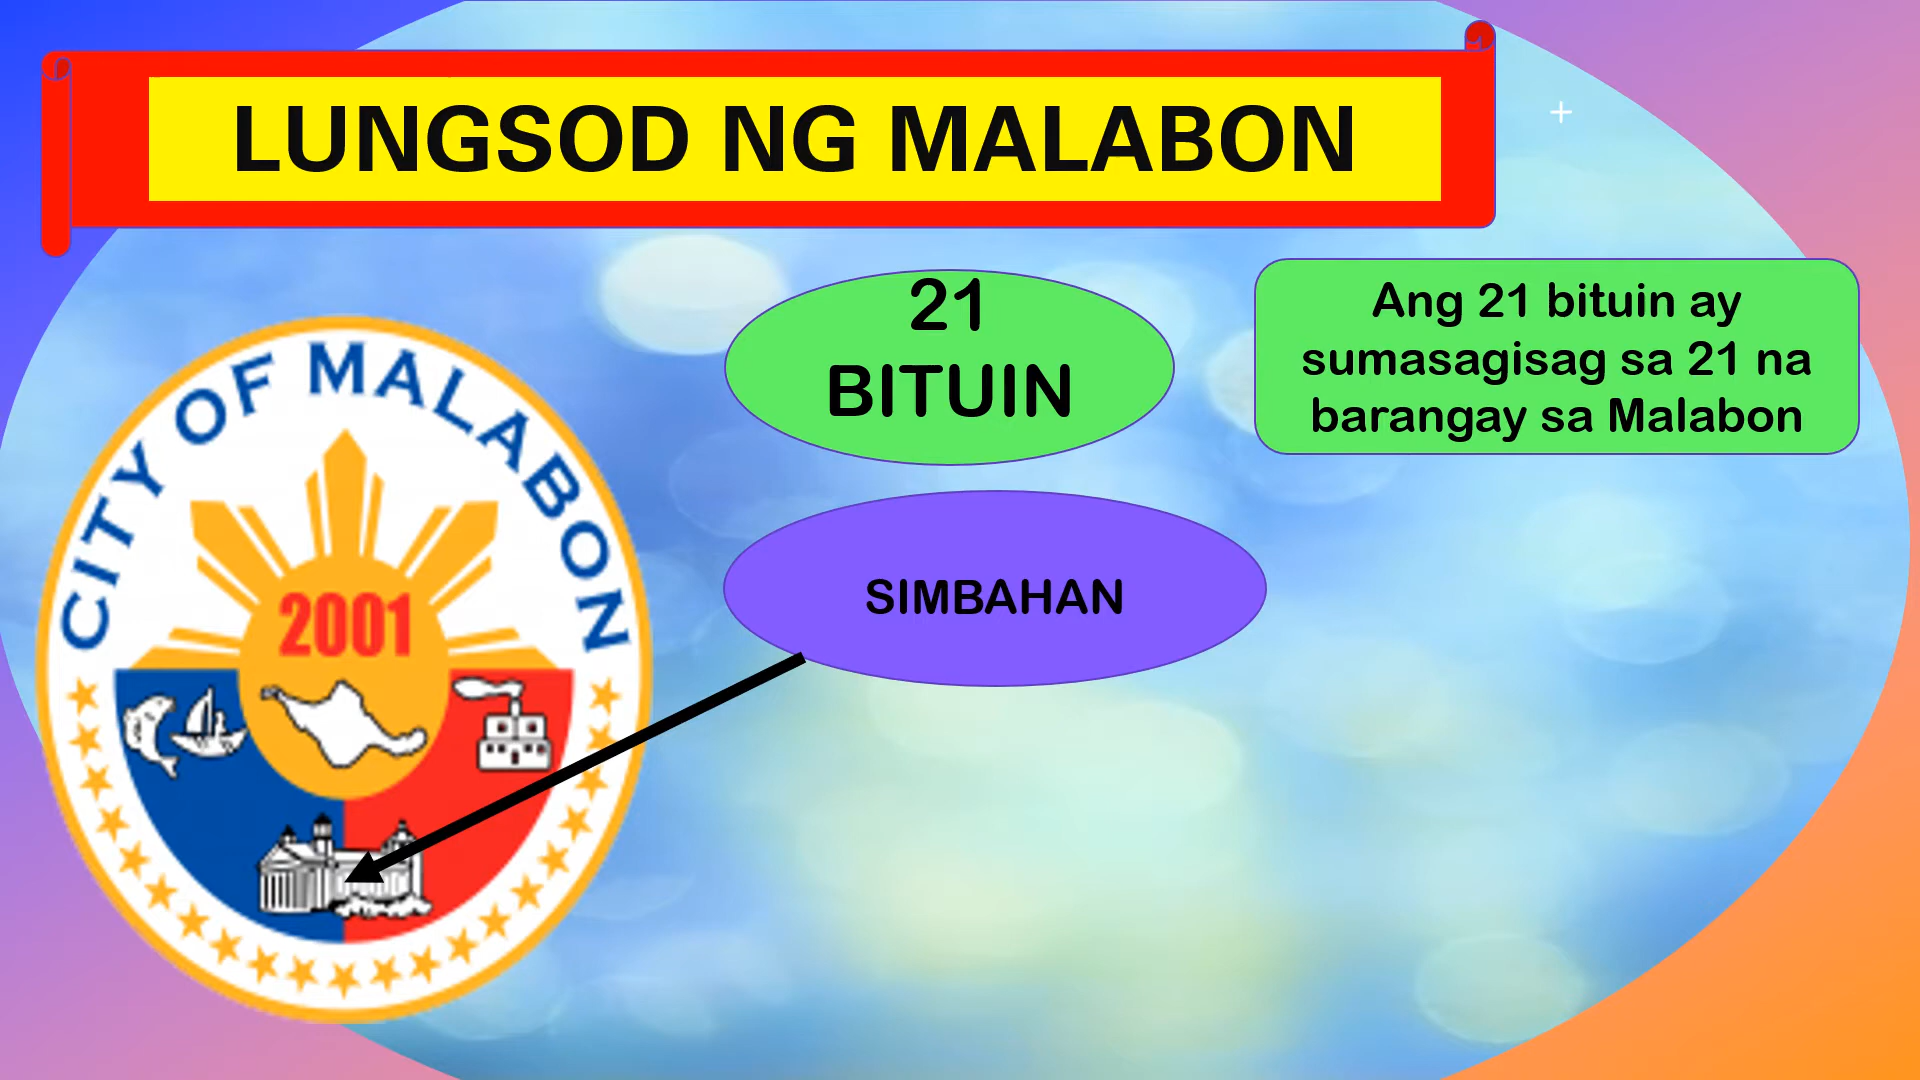 LUNGSOD NG MALABON
21
BITUIN
Ang 21 bituin ay
sumasagisag sa 21 na
barangay sa Malabon
SIMBAHAN
CITY OF MALABON
2001